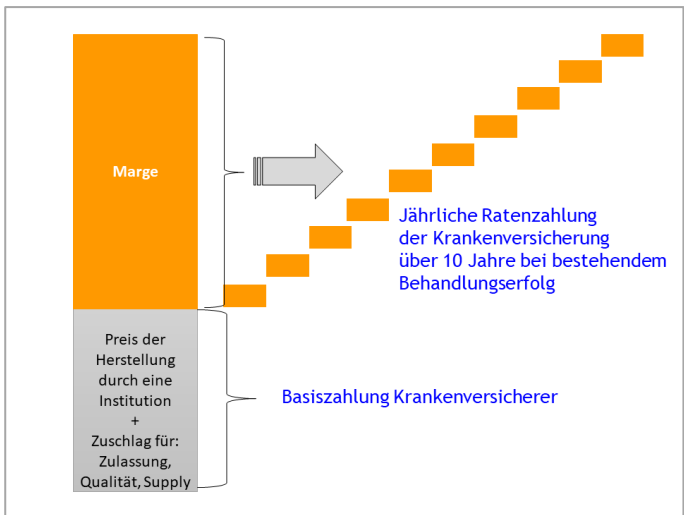 Marge
Jährliche Ratenzahlung
der Krankenversicherung
über 10 Jahre bei bestehendem
Behandlungserfolg
Preis der
Herstellung
durch eine
Institution
+
Zuschlag für:
Zulassung,
Qualität, Supply
Basiszahlung Krankenversicherer